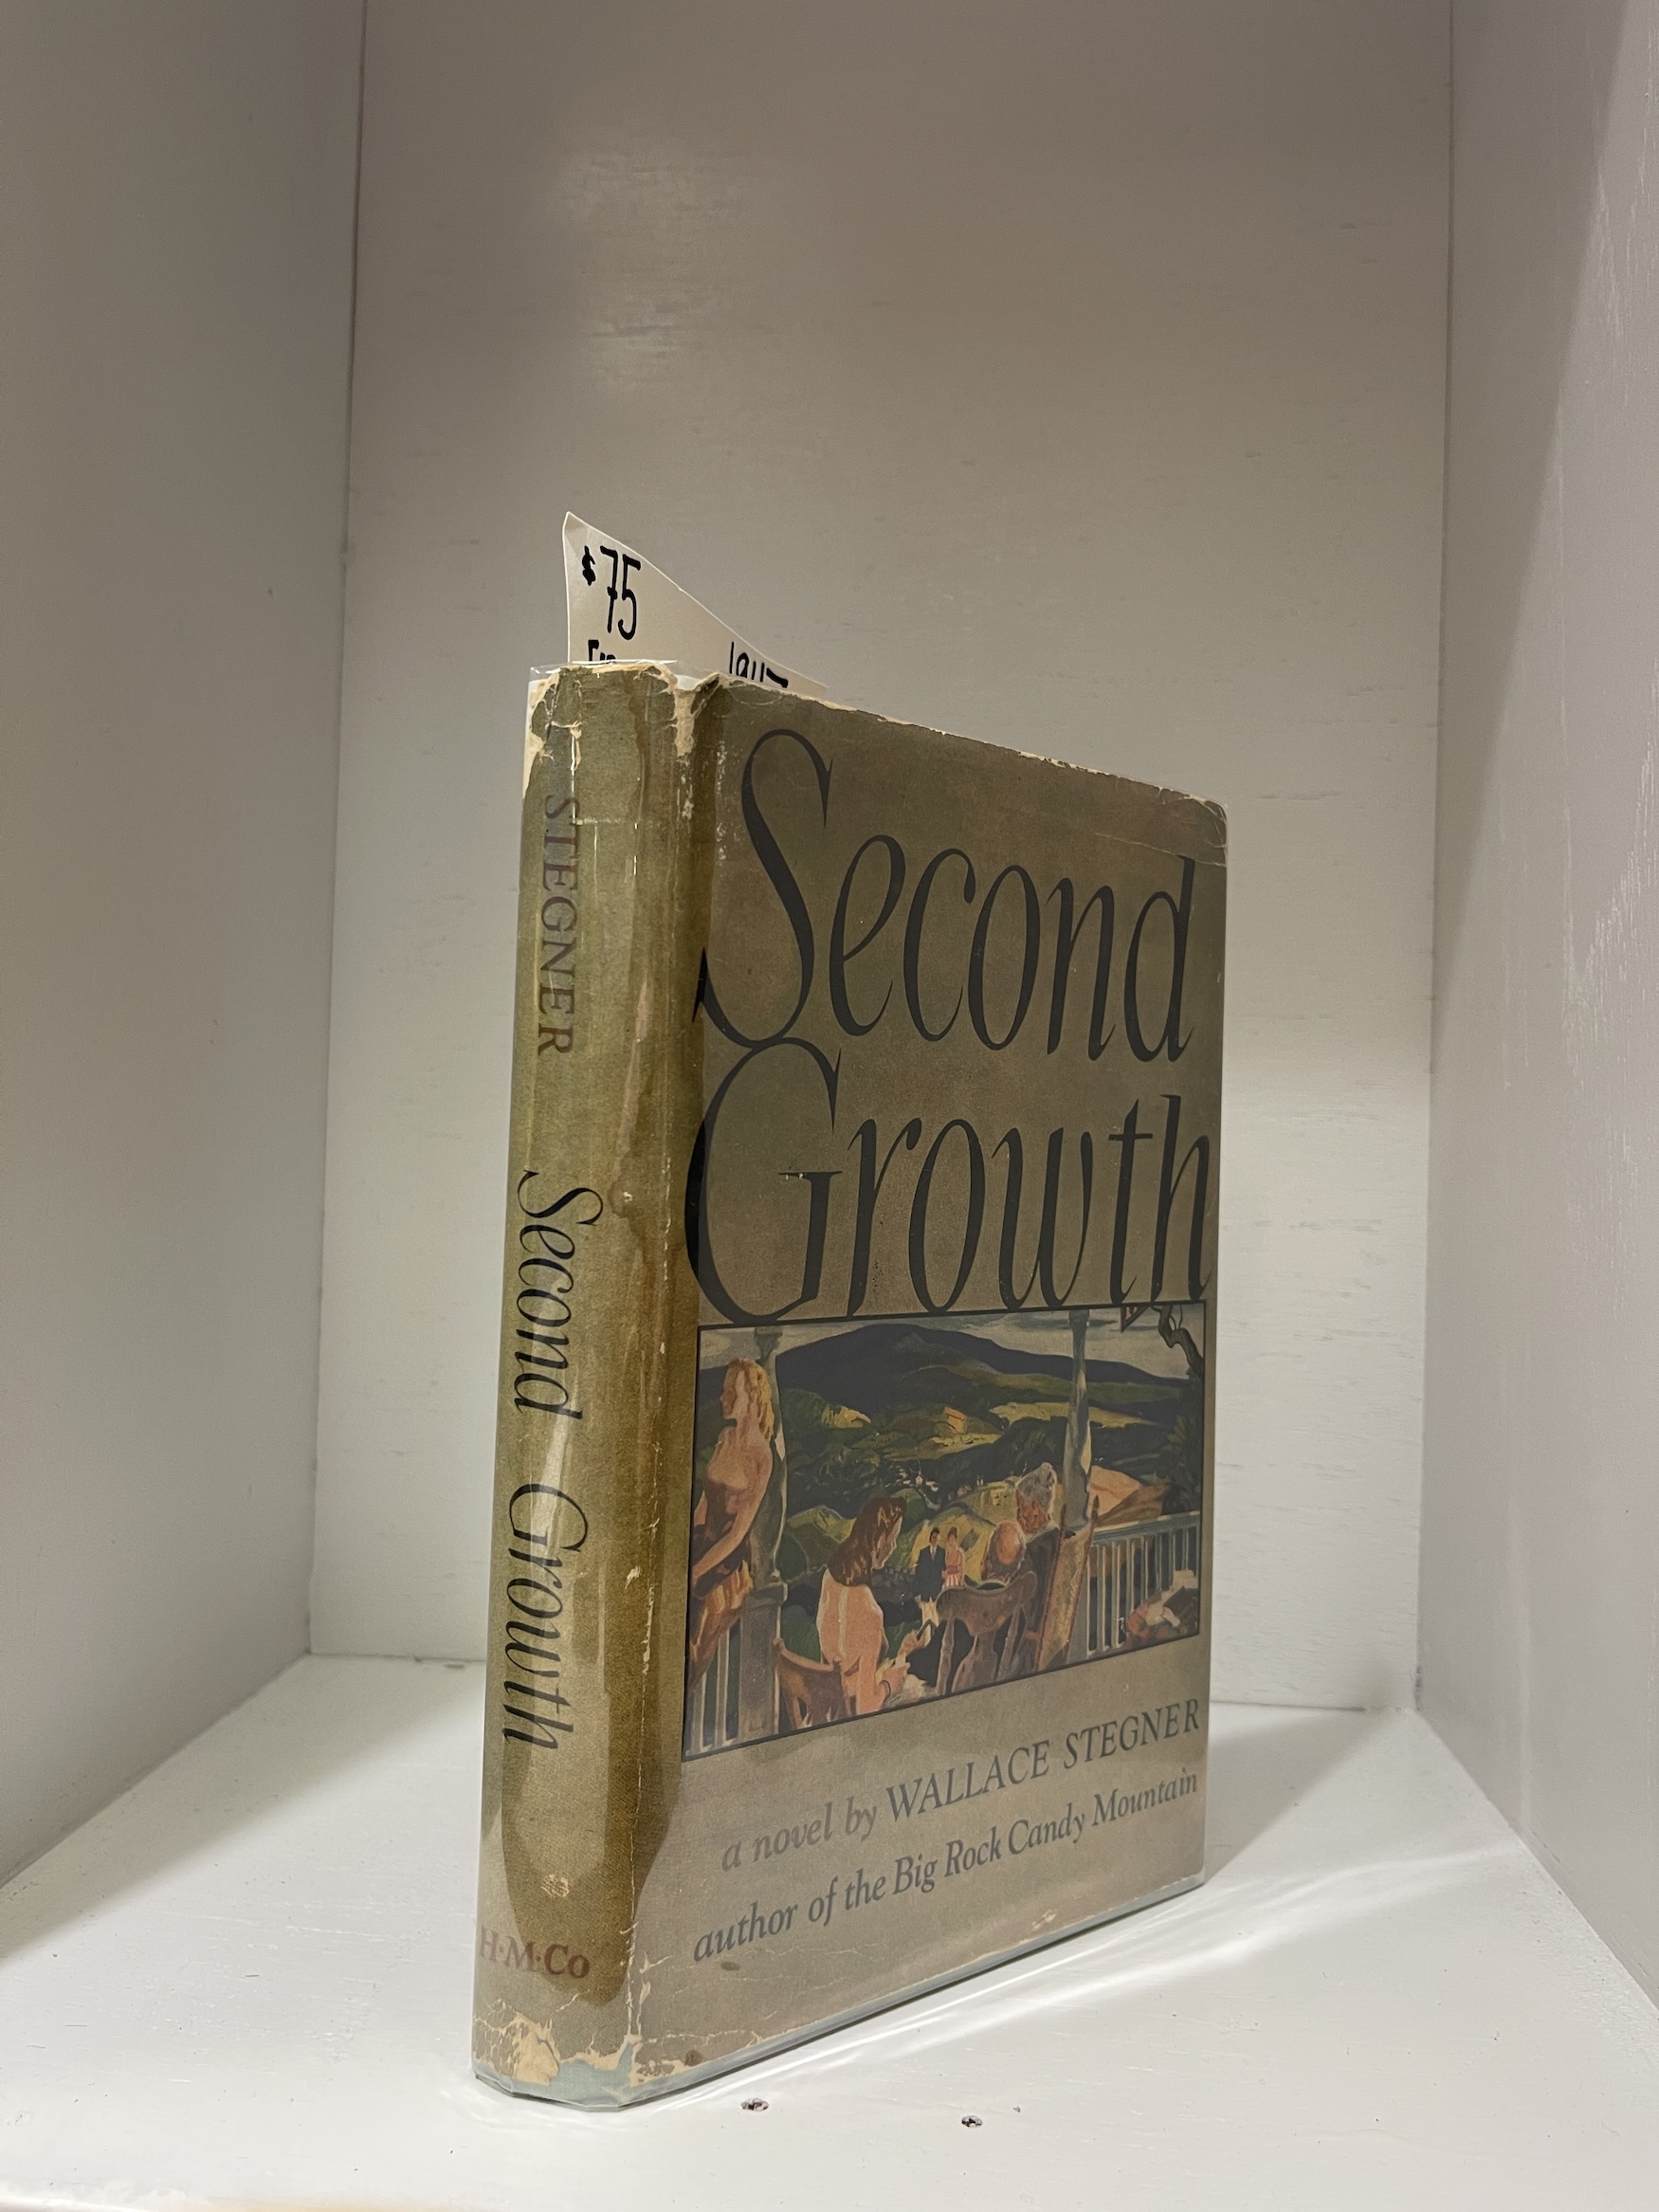 $75
1947
STEGNER
Second Growth
H·M·Co
Second
Growth
a novel by WALLACE STEGNER
author of the Big Rock Candy Mountain